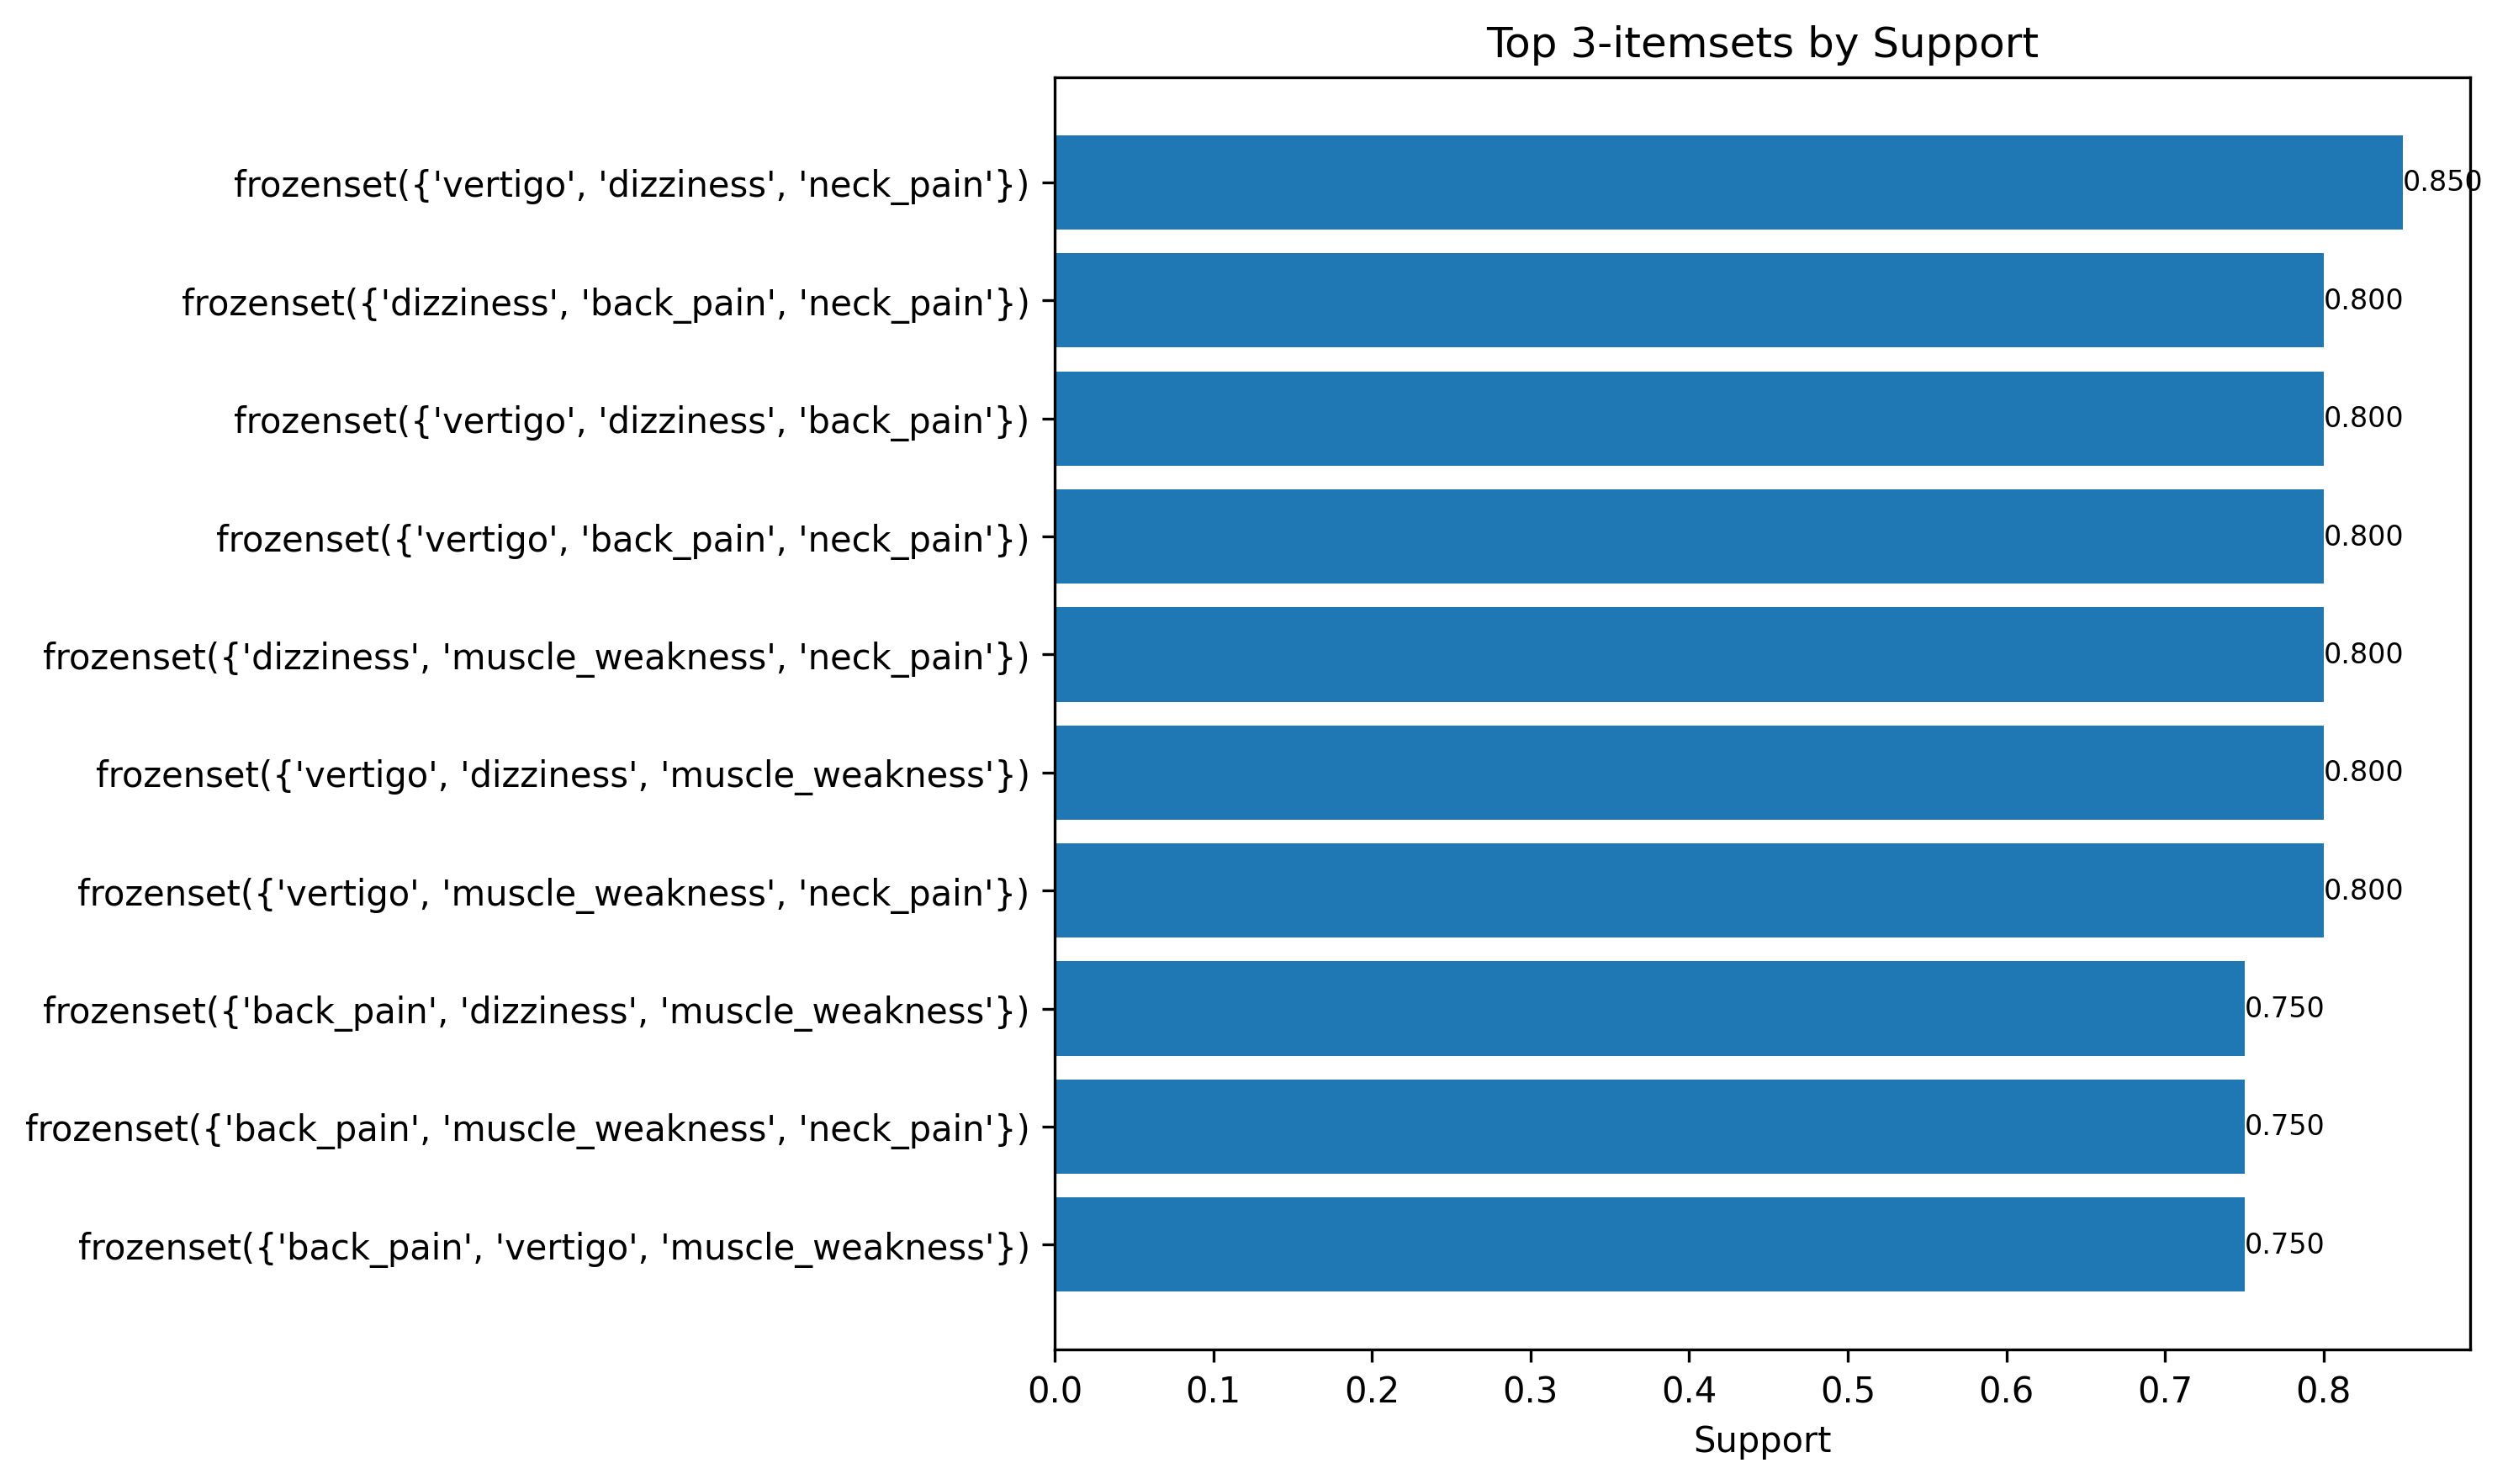 Top 3-itemsets by Support
frozenset({'vertigo', 'dizziness', 'neck_pain'}) 0.850
frozenset({'dizziness', 'back_pain', 'neck_pain'}) 0.800
frozenset({'vertigo', 'dizziness', 'back_pain'}) 0.800
frozenset({'vertigo', 'back_pain', 'neck_pain'}) 0.800
frozenset({'dizziness', 'muscle_weakness', 'neck_pain'}) 0.800
frozenset({'vertigo', 'dizziness', 'muscle_weakness'}) 0.800
frozenset({'vertigo', 'muscle_weakness', 'neck_pain'}) 0.800
frozenset({'back_pain', 'dizziness', 'muscle_weakness'}) 0.750
frozenset({'back_pain', 'muscle_weakness', 'neck_pain'}) 0.750
frozenset({'back_pain', 'vertigo', 'muscle_weakness'}) 0.750
0.0 0.1 0.2 0.3 0.4 0.5 0.6 0.7 0.8
Support